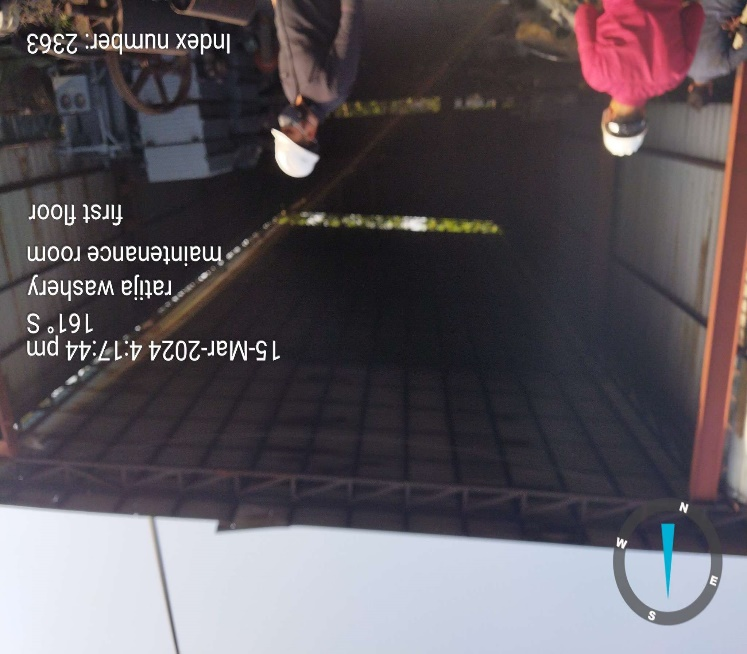 15-Mar-2024 4:17:44 pm
161° S
ratija washery
maintenance room
first floor
Index number: 2363
N
W
E
S